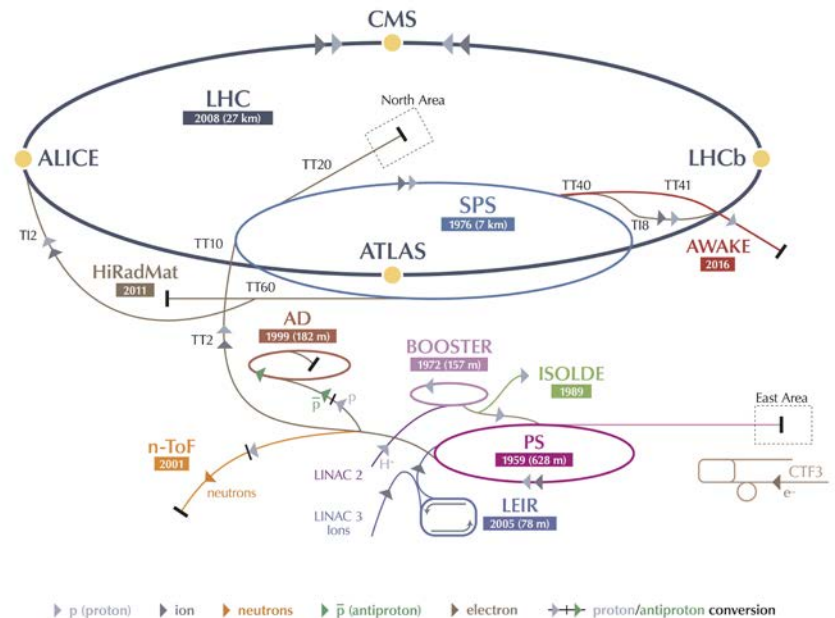 CMS
LHC
2008 (27 km)
North Area
ALICE
LHCb
TT20
TT40
TT41
SPS
1976 (7 km)
TI8
TI2
TT10
ATLAS
AWAKE
2016
HiRadMat
2011
TT60
AD
1999 (182 m)
TT2
BOOSTER
1972 (157 m)
ISOLDE
1989
p̅
p
East Area
n-ToF
2001
PS
1959 (628 m)
H⁻
LINAC 2
neutrons
CTF3
e⁻
LINAC 3
Ions
LEIR
2005 (78 m)
p (proton)
ion
neutrons
p̅ (antiproton)
electron
proton/antiproton conversion